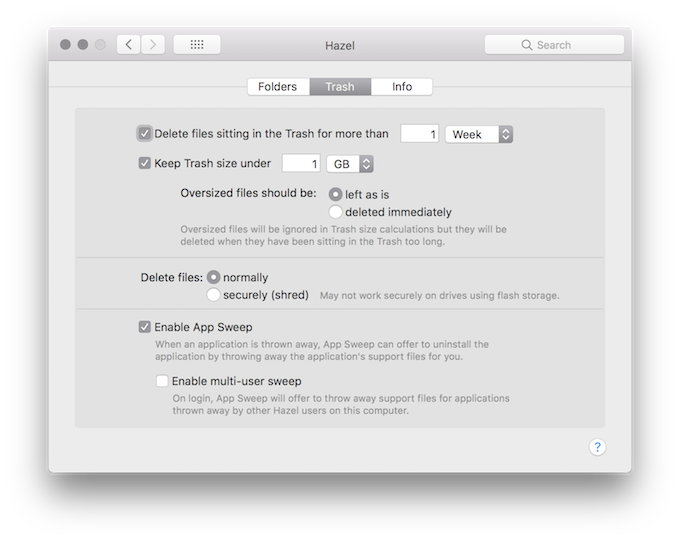 Hazel
Search
Folders Trash Info
Delete files sitting in the Trash for more than 1 Week
Keep Trash size under 1 GB
Oversized files should be: left as is
deleted immediately
Oversized files will be ignored in Trash size calculations but they will be
deleted when they have been sitting in the Trash too long.
Delete files: normally
securely (shred) May not work securely on drives using flash storage.
Enable App Sweep
When an application is thrown away, App Sweep can offer to uninstall the
application by throwing away the application's support files for you.
Enable multi-user sweep
On login, App Sweep will offer to throw away support files for applications
thrown away by other Hazel users on this computer.
?